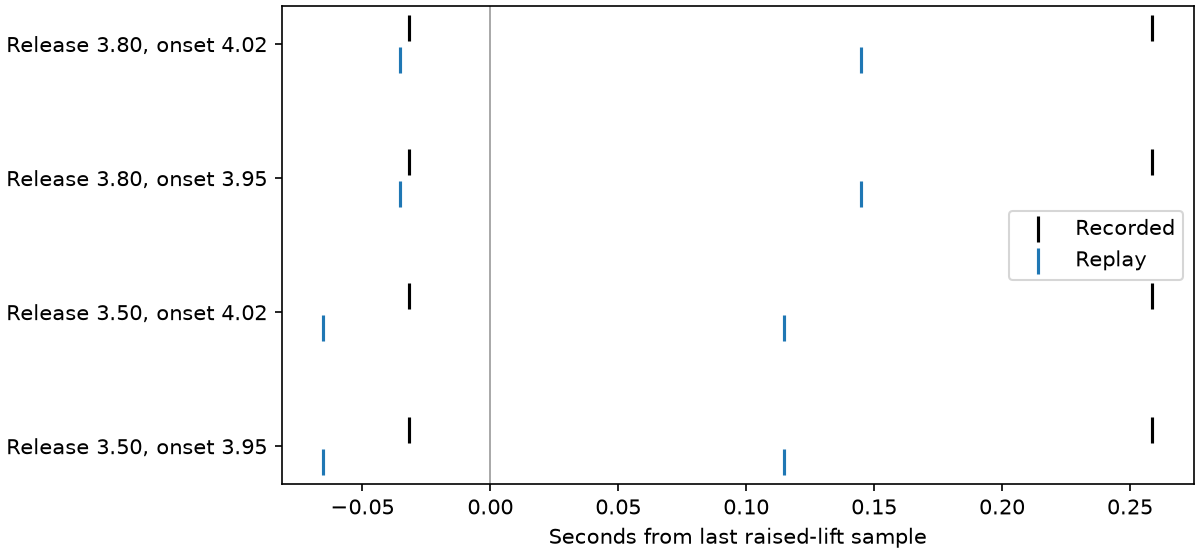 Release 3.80, onset 4.02
Release 3.80, onset 3.95
Recorded
Replay
Release 3.50, onset 4.02
Release 3.50, onset 3.95
−0.05 0.00 0.05 0.10 0.15 0.20 0.25
Seconds from last raised-lift sample